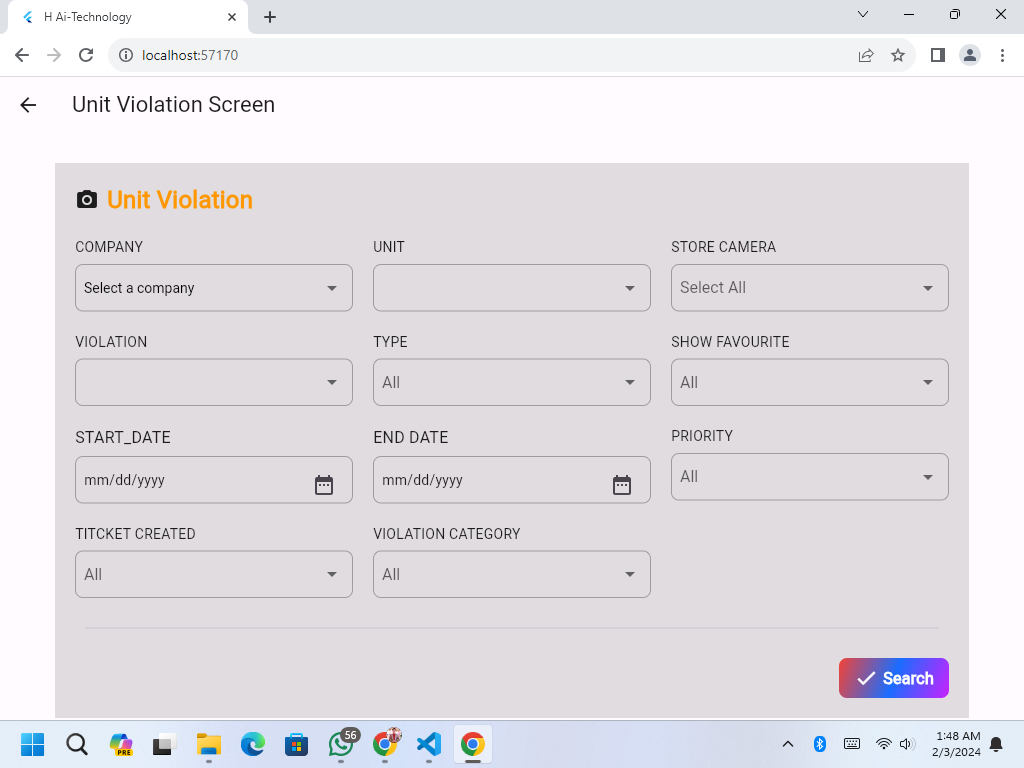 H Ai-Technology
localhost:57170
Unit Violation Screen
Unit Violation
COMPANY UNIT STORE CAMERA
Select a company Select All
VIOLATION TYPE SHOW FAVOURITE
All All
START_DATE END DATE PRIORITY
mm/dd/yyyy mm/dd/yyyy All
TITCKET CREATED VIOLATION CATEGORY
All All
Search
PRE 56 1:48 AM
2/3/2024